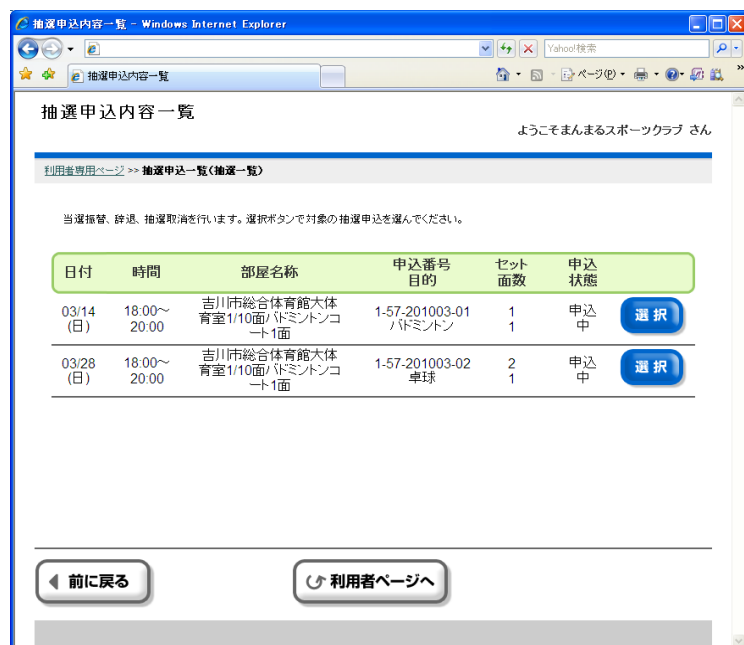 抽選申込内容一覧 - Windows Internet Explorer
Yahoo!検索
抽選申込内容一覧
ページ(P)
»
抽選申込内容一覧
ようこそまんまるスポーツクラブ さん
利用者専用ページ >> 抽選申込一覧(抽選一覧)
当選振替、辞退、抽選取消を行います。選択ボタンで対象の抽選申込を選んでください。
日付 時間 部屋名称 申込番号 セット 申込
目的 面数 状態
03/14 18:00～ 吉川市総合体育館大体 1-57-201003-01 1 申込 選択
(日) 20:00 育室1/10面バドミントンコ バドミントン 1 中
ート1面
03/28 18:00～ 吉川市総合体育館大体 1-57-201003-02 2 申込 選択
(日) 20:00 育室1/10面バドミントンコ 卓球 1 中
ート1面
前に戻る 利用者ページへ